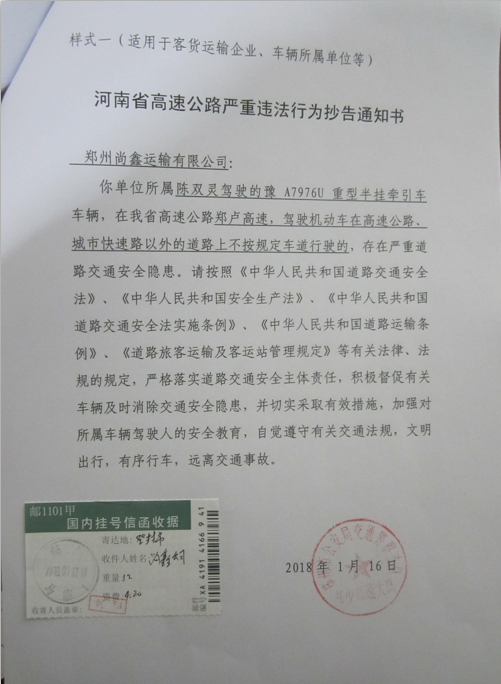 样式一（适用于客货运输企业、车辆所属单位等）
河南省高速公路严重违法行为抄告通知书
郑州尚鑫运输有限公司：
你单位所属陈双灵驾驶的豫 A7976U 重型半挂牵引车
车辆，在我省高速公路郑卢高速，驾驶机动车在高速公路、
城市快速路以外的道路上不按规定车道行驶的，存在严重道
路交通安全隐患。请按照《中华人民共和国道路交通安全
法》、《中华人民共和国安全生产法》、《中华人民共和国
道路交通安全法实施条例》、《中华人民共和国道路运输条
例》、《道路旅客运输及客运站管理规定》等有关法律、法
规的规定，严格落实道路交通安全主体责任，积极督促有关
车辆及时消除交通安全隐患，并切实采取有效措施，加强对
所属车辆驾驶人的安全教育，自觉遵守有关交通法规，文明
出行，有序行车，远离交通事故。
邮1101甲
国内挂号信函收据
寄达地:
收件人姓名:
重量:
资费: 4.20
收寄人员盖章:
XA 4191 4166 9 41
2018 年 1 月 16 日